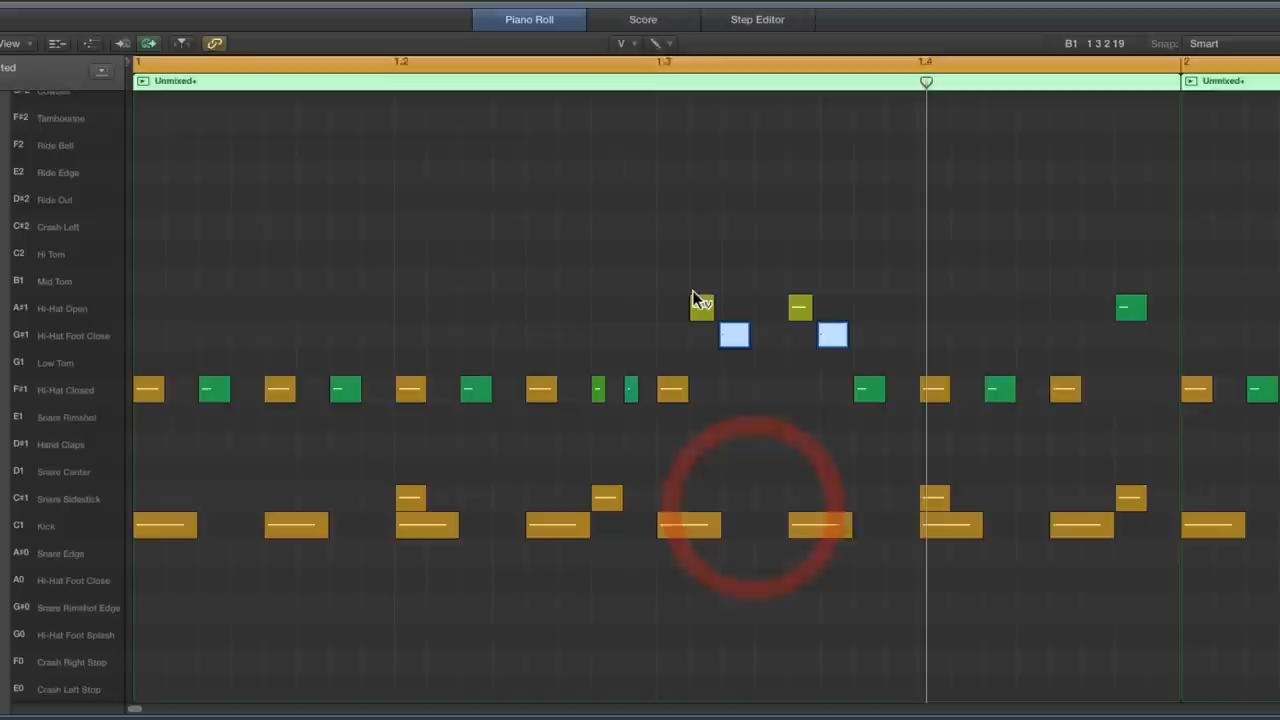 Piano Roll Score Step Editor
View V B1 1 3 2 19 Snap: Smart
ted 1 1.2 1.3 1.4 2
Unmixed+ Unmixed+
Cowbell
F#2 Tambourine
F2 Ride Bell
E2 Ride Edge
D#2 Ride Out
C#2 Crash Left
C2 Hi Tom
B1 Mid Tom
A#1 Hi-Hat Open
G#1 Hi-Hat Foot Close
G1 Low Tom
F#1 Hi-Hat Closed
E1 Snare Rimshot
D#1 Hand Claps
D1 Snare Center
C#1 Snare Sidestick
C1 Kick
A#0 Snare Edge
A0 Hi-Hat Foot Close
G#0 Snare Rimshot Edge
G0 Hi-Hat Foot Splash
F0 Crash Right Stop
E0 Crash Left Stop